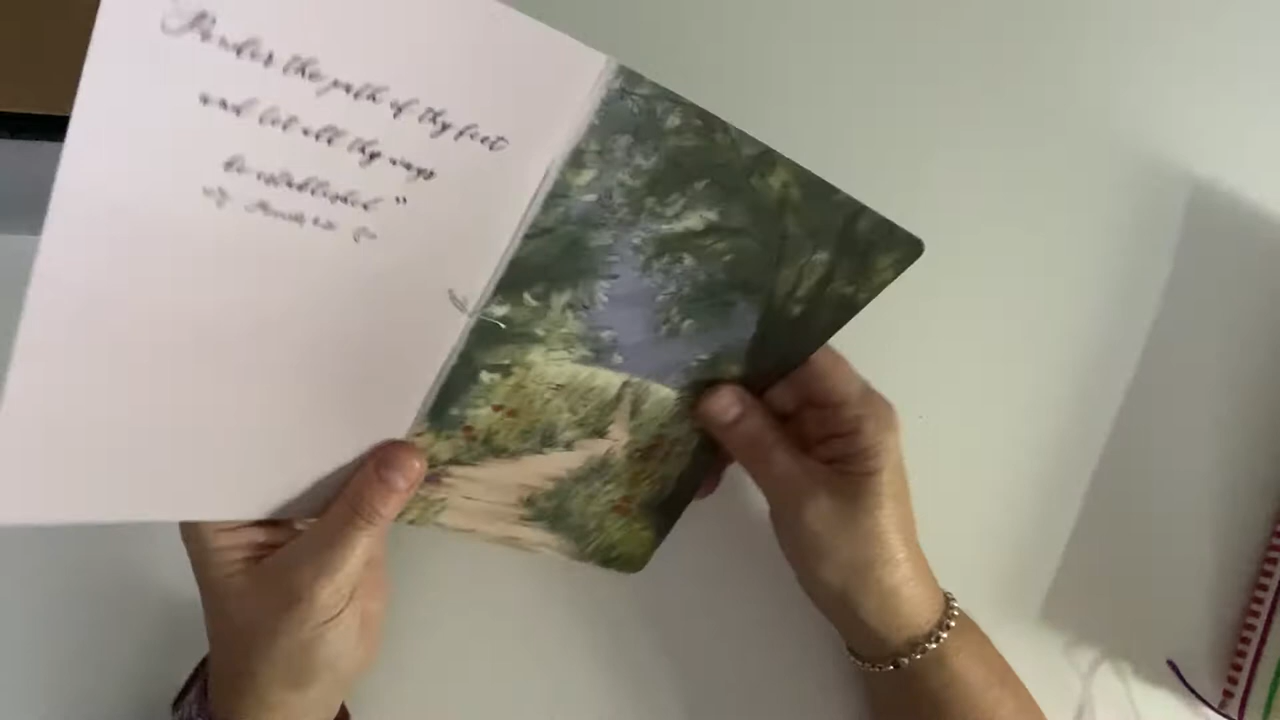 Ponder the path of thy feet
and let all thy ways
be established"